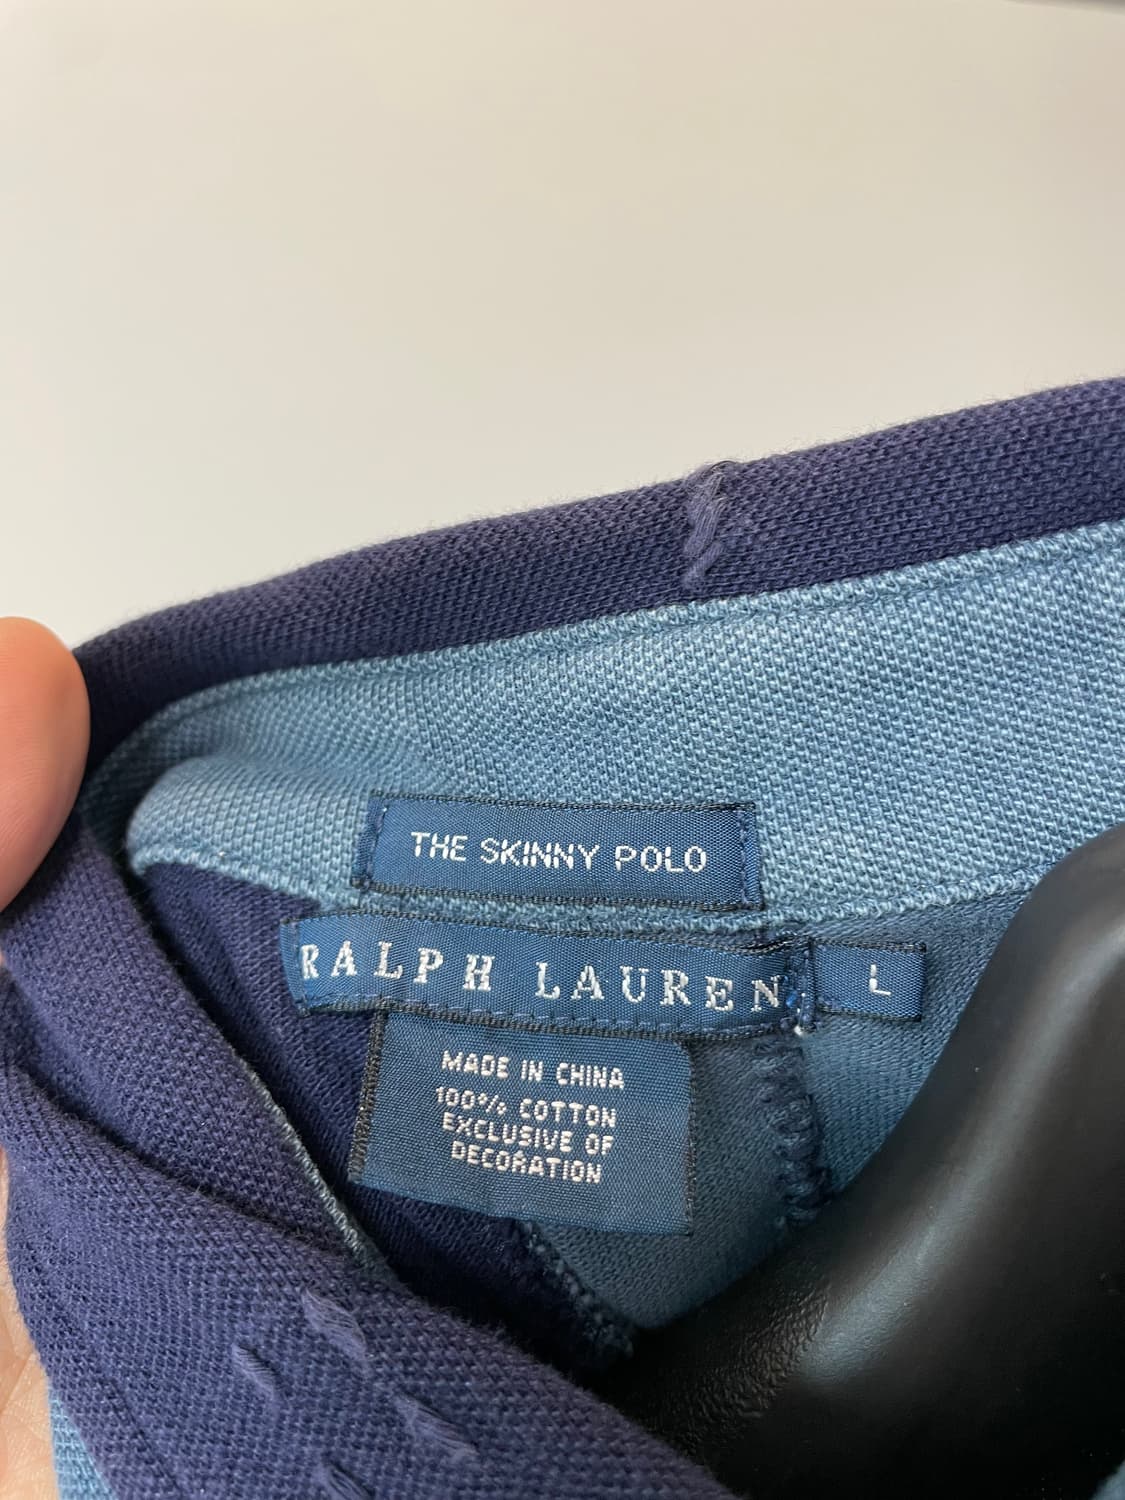 THE SKINNY POLO
RALPH LAUREN
L
MADE IN CHINA
100% COTTON
EXCLUSIVE OF
DECORATION